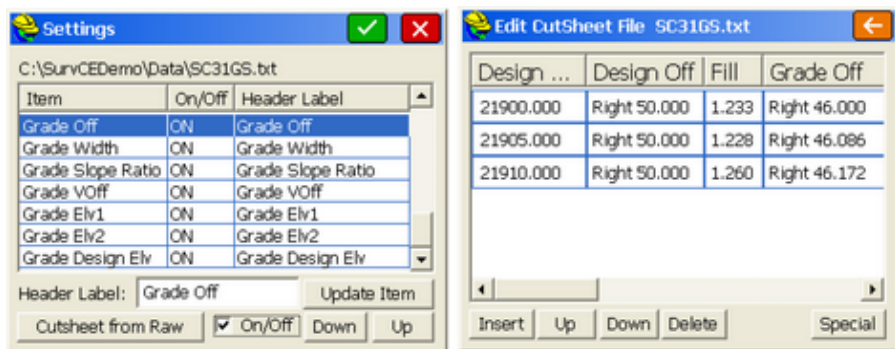 Settings
C:\SurvCEDemo\Data\SC31GS.txt
Item On/Off Header Label
Grade Off ON Grade Off
Grade Width ON Grade Width
Grade Slope Ratio ON Grade Slope Ratio
Grade VOff ON Grade VOff
Grade Elv1 ON Grade Elv1
Grade Elv2 ON Grade Elv2
Grade Design Elv ON Grade Design Elv
Header Label: Grade Off Update Item
Cutsheet from Raw On/Off Down Up
Edit CutSheet File SC31GS.txt
Design ... Design Off Fill Grade Off
21900.000 Right 50.000 1.233 Right 46.000
21905.000 Right 50.000 1.228 Right 46.086
21910.000 Right 50.000 1.260 Right 46.172
Insert Up Down Delete Special